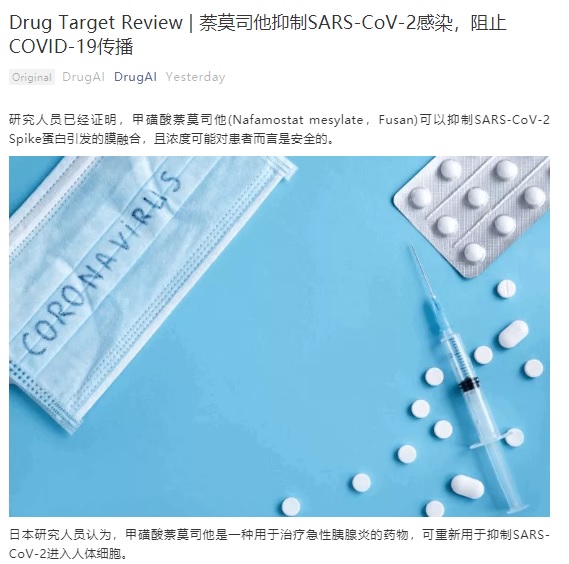 Drug Target Review | 萘莫司他抑制SARS-CoV-2感染，阻止
COVID-19传播
Original DrugAI DrugAI Yesterday
研究人员已经证明，甲磺酸萘莫司他(Nafamostat mesylate，Fusan)可以抑制SARS-CoV-2
Spike蛋白引发的膜融合，且浓度可能对患者而言是安全的。
CORONAVIRUS
日本研究人员认为，甲磺酸萘莫司他是一种用于治疗急性胰腺炎的药物，可重新用于抑制SARS-
CoV-2进入人体细胞。